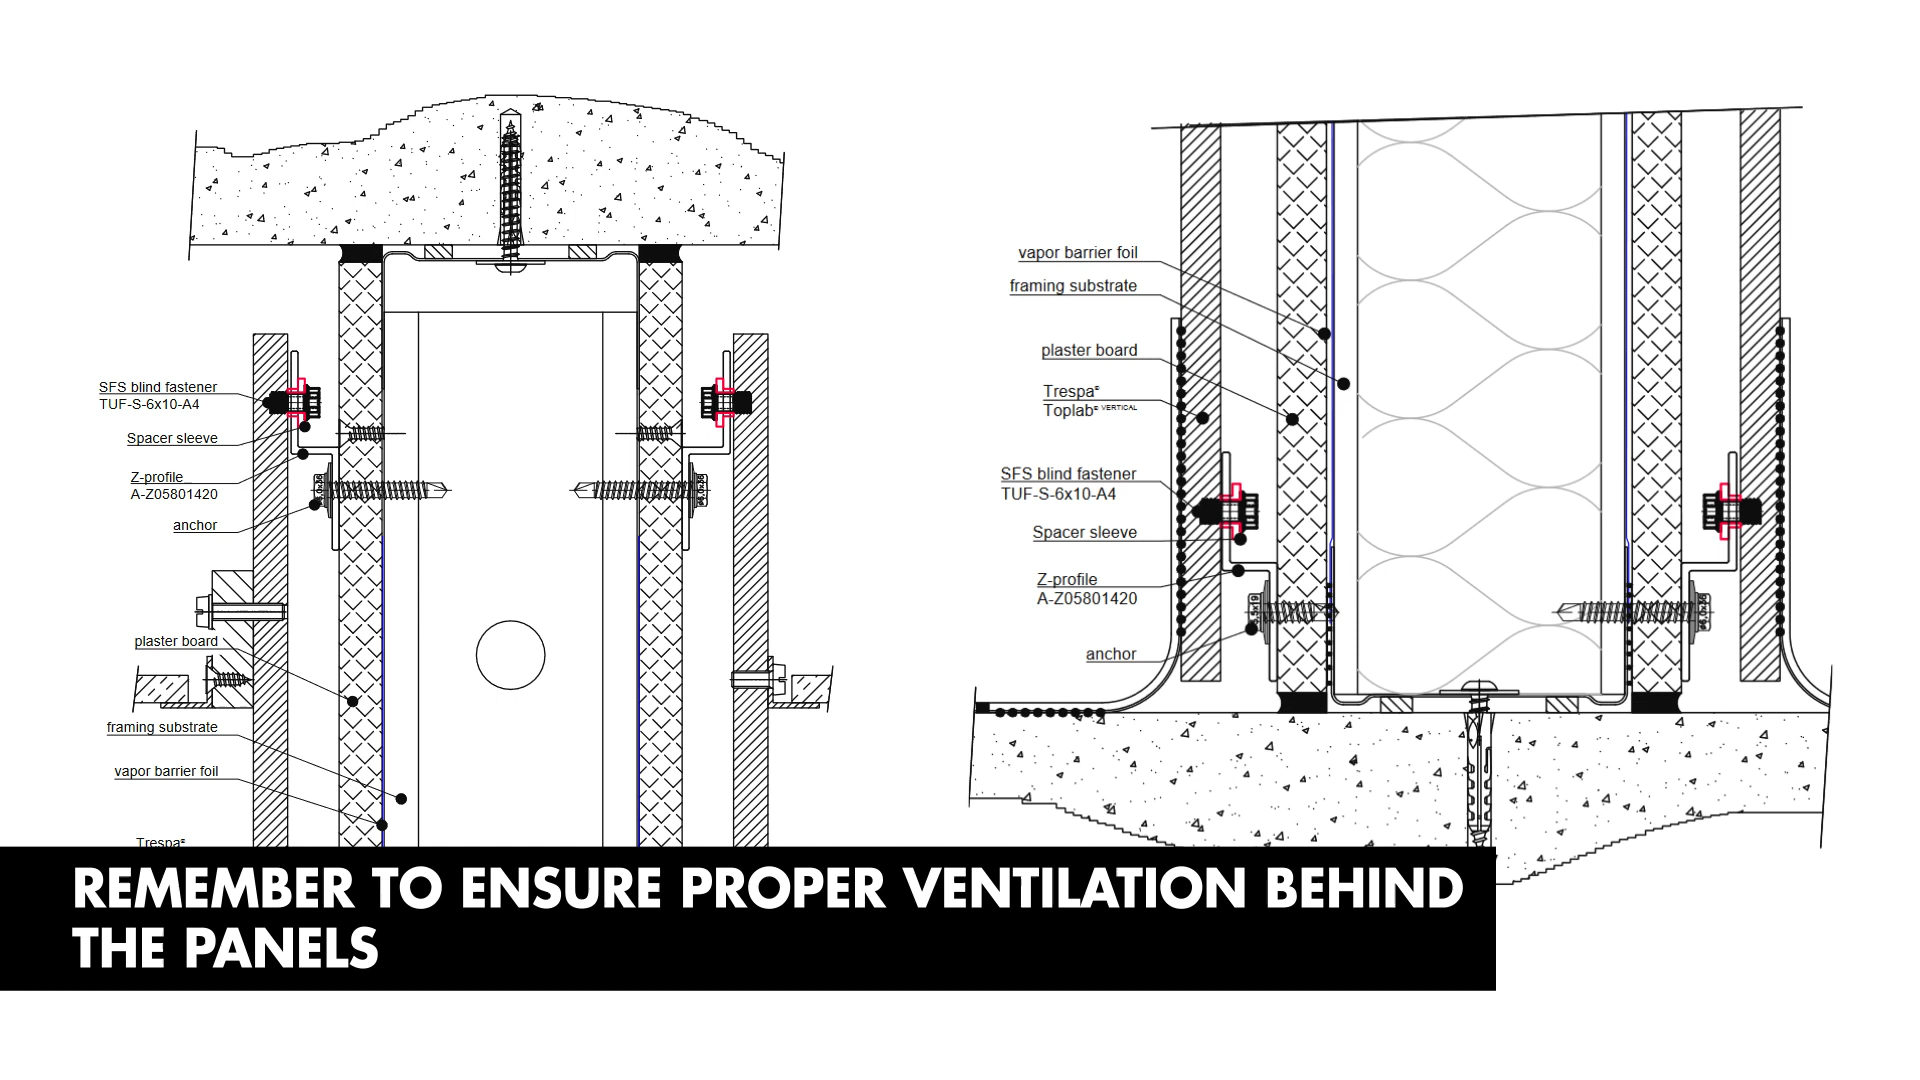 SFS blind fastener
TUF-S-6x10-A4
Spacer sleeve
Z-profile
A-Z05801420
anchor
plaster board
framing substrate
vapor barrier foil
Trespa
vapor barrier foil
framing substrate
plaster board
Trespa
Toplab VERTICAL
SFS blind fastener
TUF-S-6x10-A4
Spacer sleeve
Z-profile
A-Z05801420
anchor
REMEMBER TO ENSURE PROPER VENTILATION BEHIND
THE PANELS